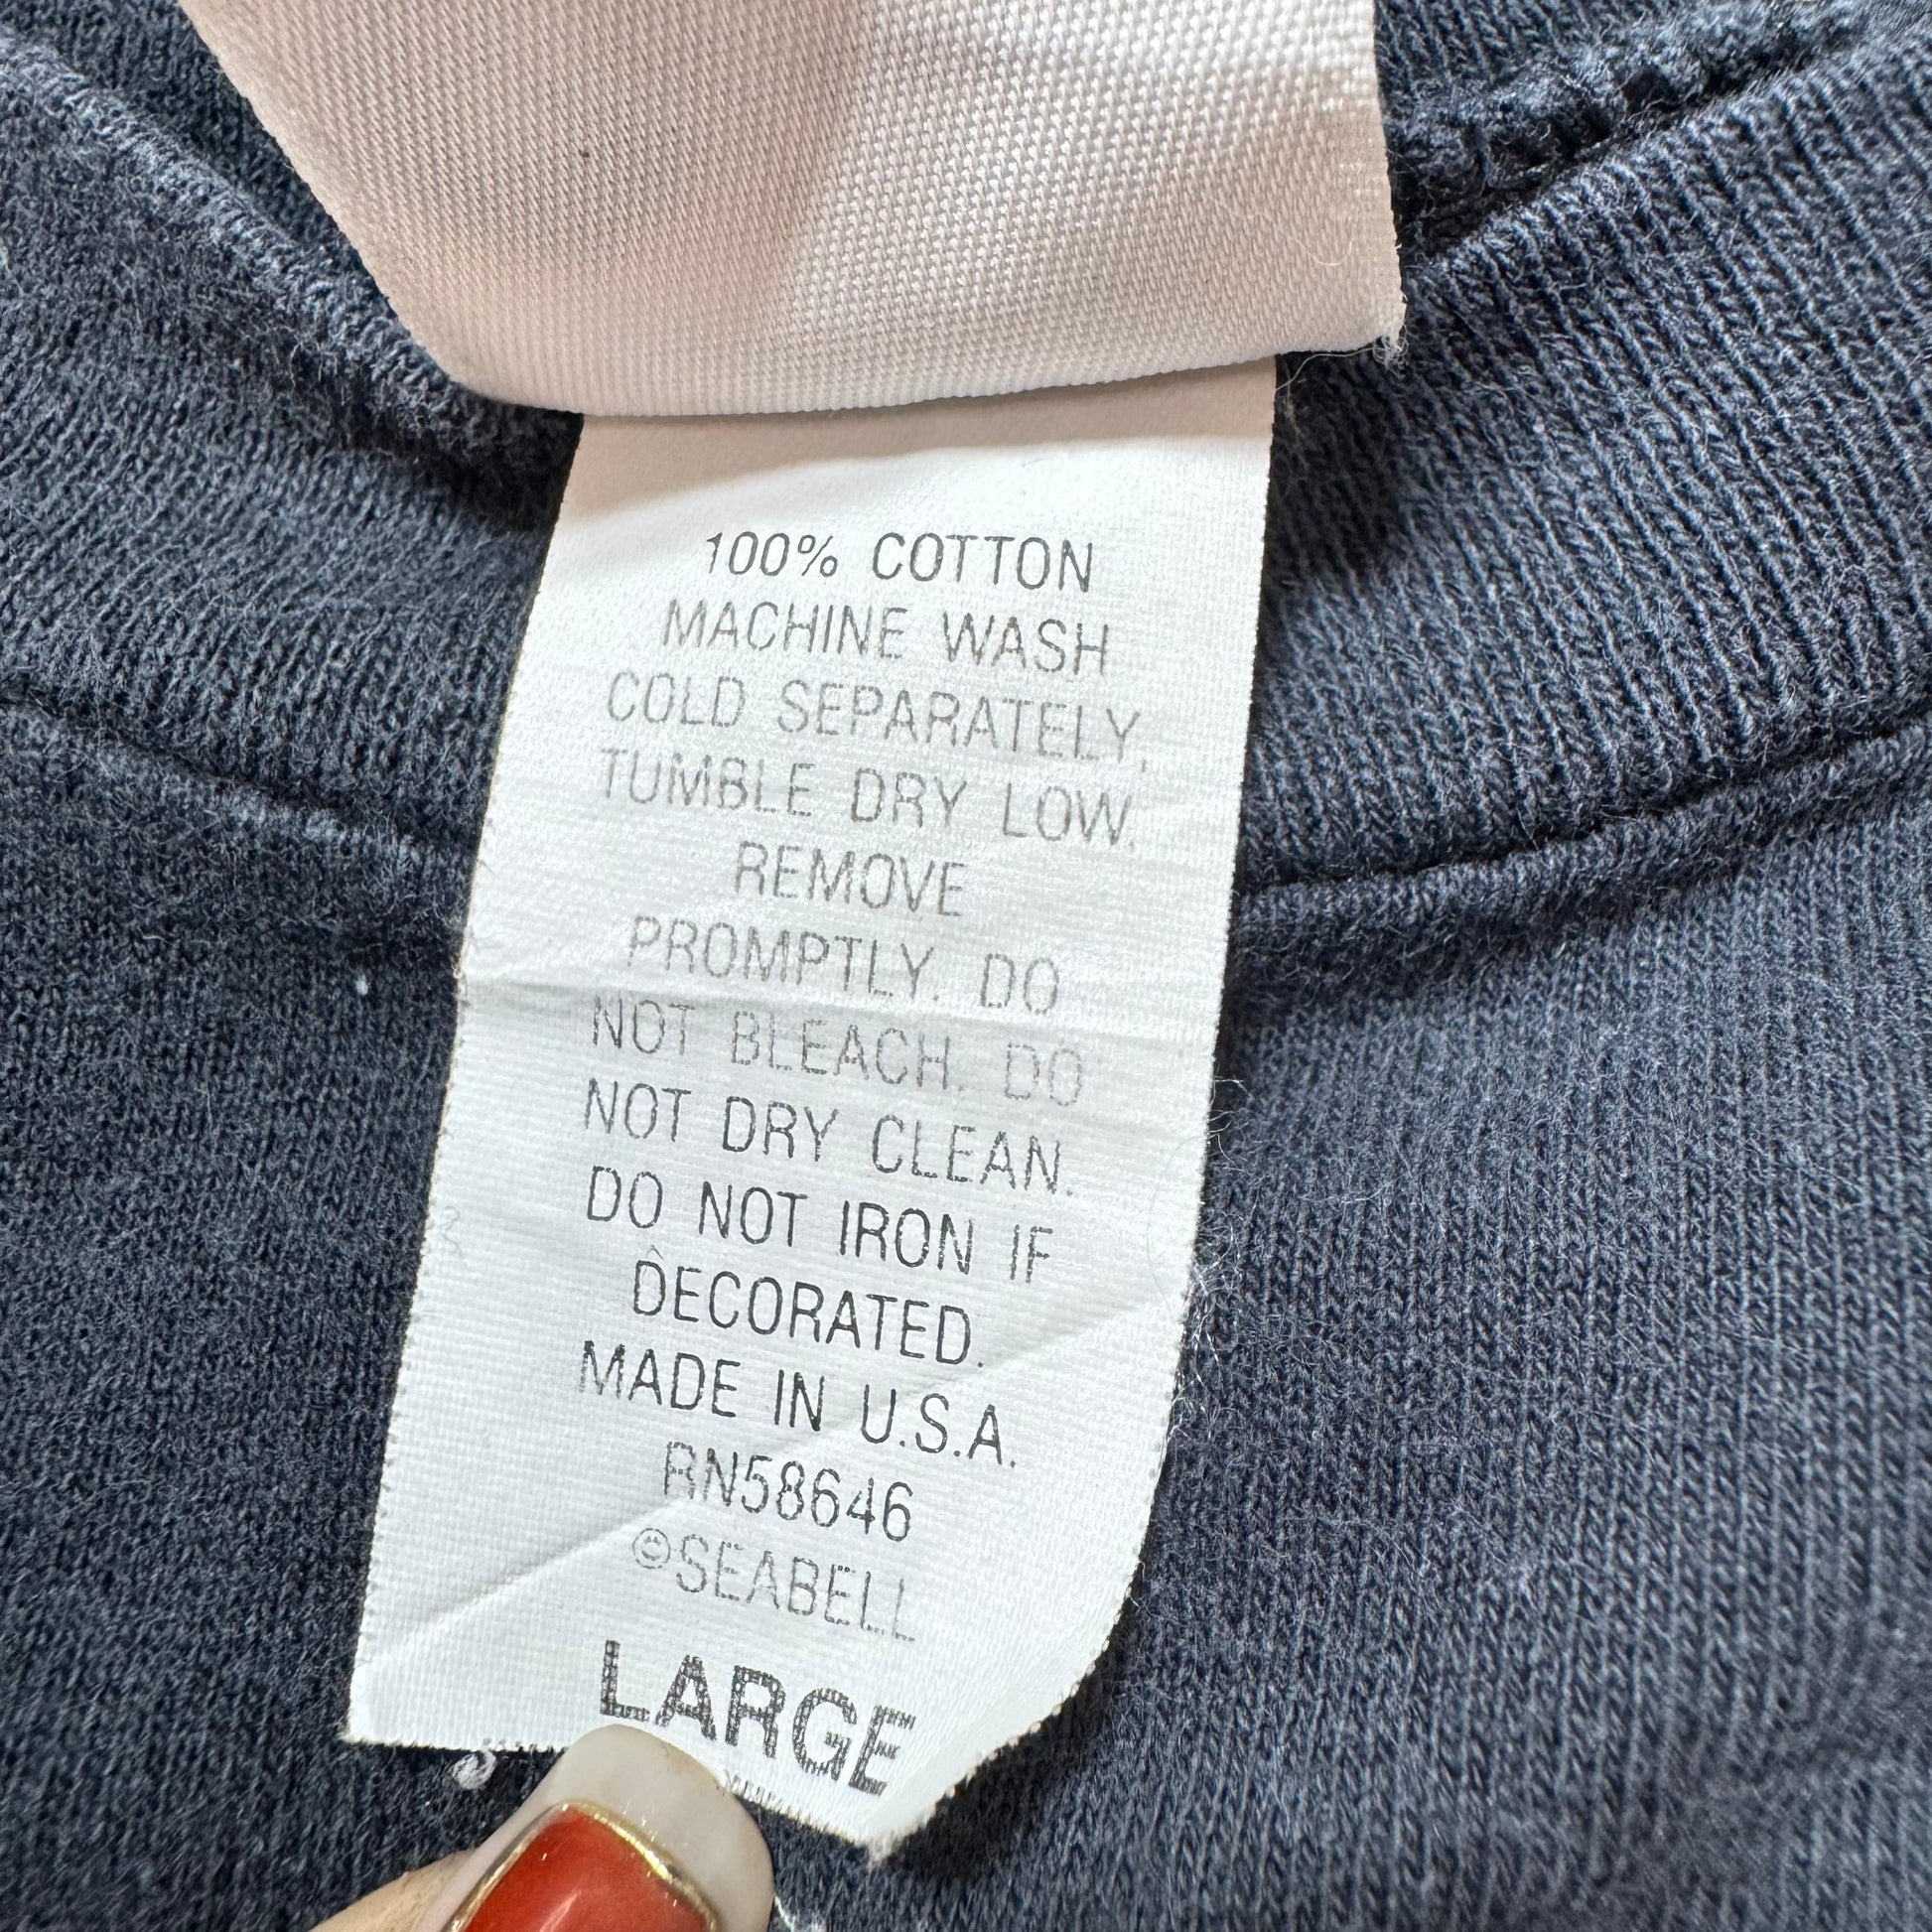 100% COTTON
MACHINE WASH
COLD SEPARATELY,
TUMBLE DRY LOW.
REMOVE
PROMPTLY. DO
NOT BLEACH. DO
NOT DRY CLEAN.
DO NOT IRON IF
DECORATED.
MADE IN U.S.A.
RN58646
©SEABELL
LARGE